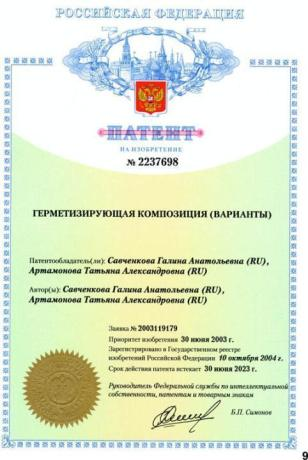 РОССИЙСКАЯ ФЕДЕРАЦИЯ
ПАТЕНТ
НА ИЗОБРЕТЕНИЕ
№ 2237698
ГЕРМЕТИЗИРУЮЩАЯ КОМПОЗИЦИЯ (ВАРИАНТЫ)
Патентообладатель(ли): Савченкова Галина Анатольевна (RU),
Артамонова Татьяна Александровна (RU)
Автор(ы): Савченкова Галина Анатольевна (RU),
Артамонова Татьяна Александровна (RU)
Заявка № 2003119179
Приоритет изобретения 30 июня 2003 г.
Зарегистрировано в Государственном реестре
изобретений Российской Федерации 10 октября 2004 г.
Срок действия патента истекает 30 июня 2023 г.
Руководитель Федеральной службы по интеллектуальной
собственности, патентам и товарным знакам
Б.П. Симонов